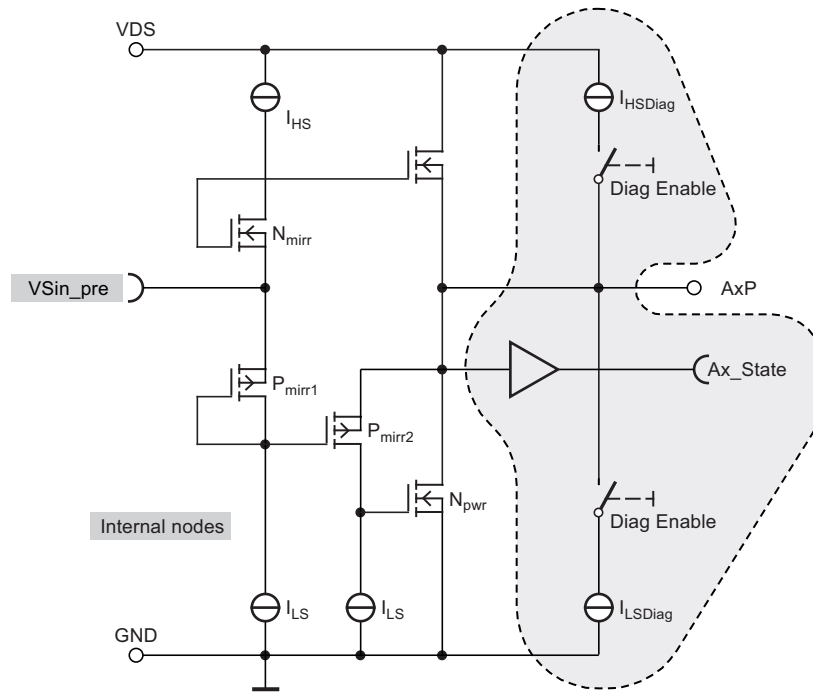 VDS
I_HS
I_HSDiag
Diag Enable
N_mirr
VSin_pre
AxP
P_mirr1
Ax_State
P_mirr2
N_pwr
Diag Enable
Internal nodes
I_LS
I_LS
I_LSDiag
GND